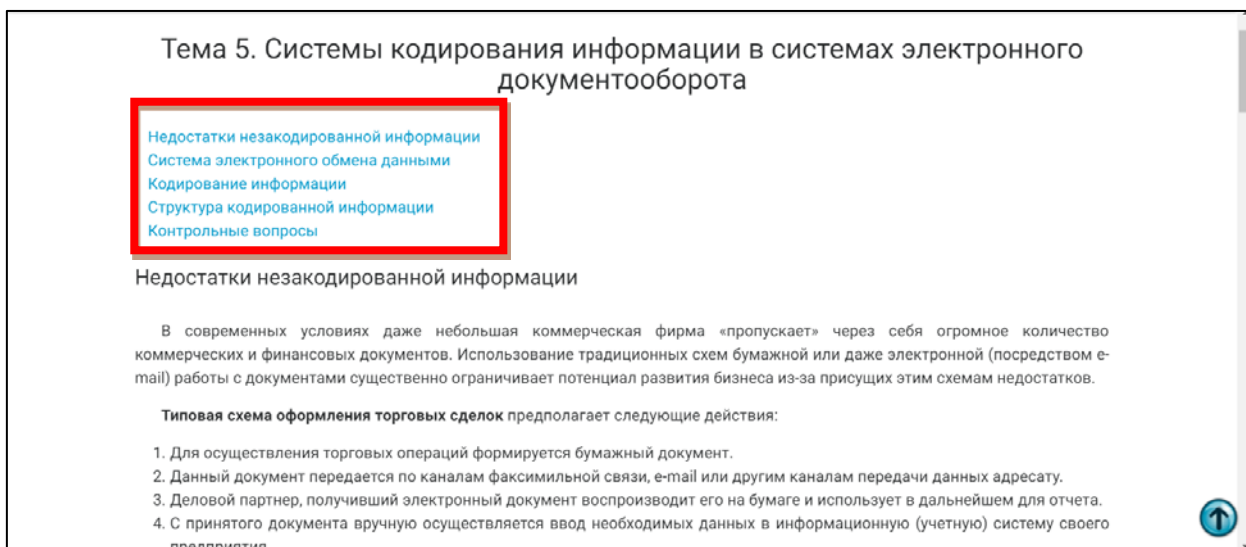 Тема 5. Системы кодирования информации в системах электронного
документооборота
Недостатки незакодированной информации
Система электронного обмена данными
Кодирование информации
Структура кодированной информации
Контрольные вопросы
Недостатки незакодированной информации
В современных условиях даже небольшая коммерческая фирма «пропускает» через себя огромное количество
коммерческих и финансовых документов. Использование традиционных схем бумажной или даже электронной (посредством e-
mail) работы с документами существенно ограничивает потенциал развития бизнеса из-за присущих этим схемам недостатков.
Типовая схема оформления торговых сделок предполагает следующие действия:
1. Для осуществления торговых операций формируется бумажный документ.
2. Данный документ передается по каналам факсимильной связи, e-mail или другим каналам передачи данных адресату.
3. Деловой партнер, получивший электронный документ воспроизводит его на бумаге и использует в дальнейшем для отчета.
4. С принятого документа вручную осуществляется ввод необходимых данных в информационную (учетную) систему своего
предприятия